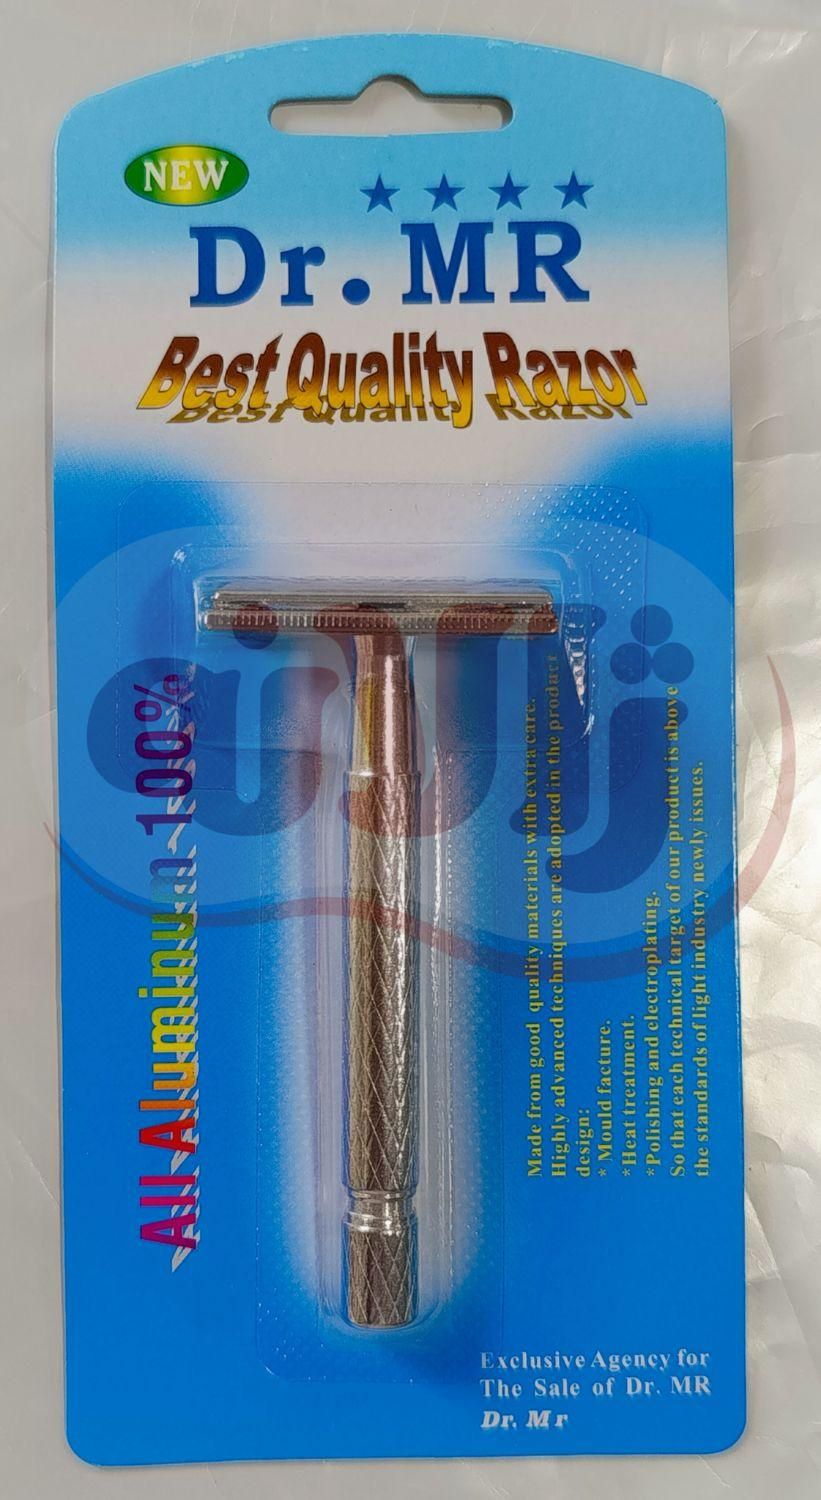 NEW
Dr. MR
Best Quality Razor
All Aluminum 100%
Made from good quality materials with extra care.
Highly advanced techniques are adopted in the product
design:
* Mould facture.
*Heat treatment.
*Polishing and electroplating.
So that each technical target of our product is above
the standards of light industry newly issues.
ژلانه
Exclusive Agency for
The Sale of Dr. MR
Dr. Mr